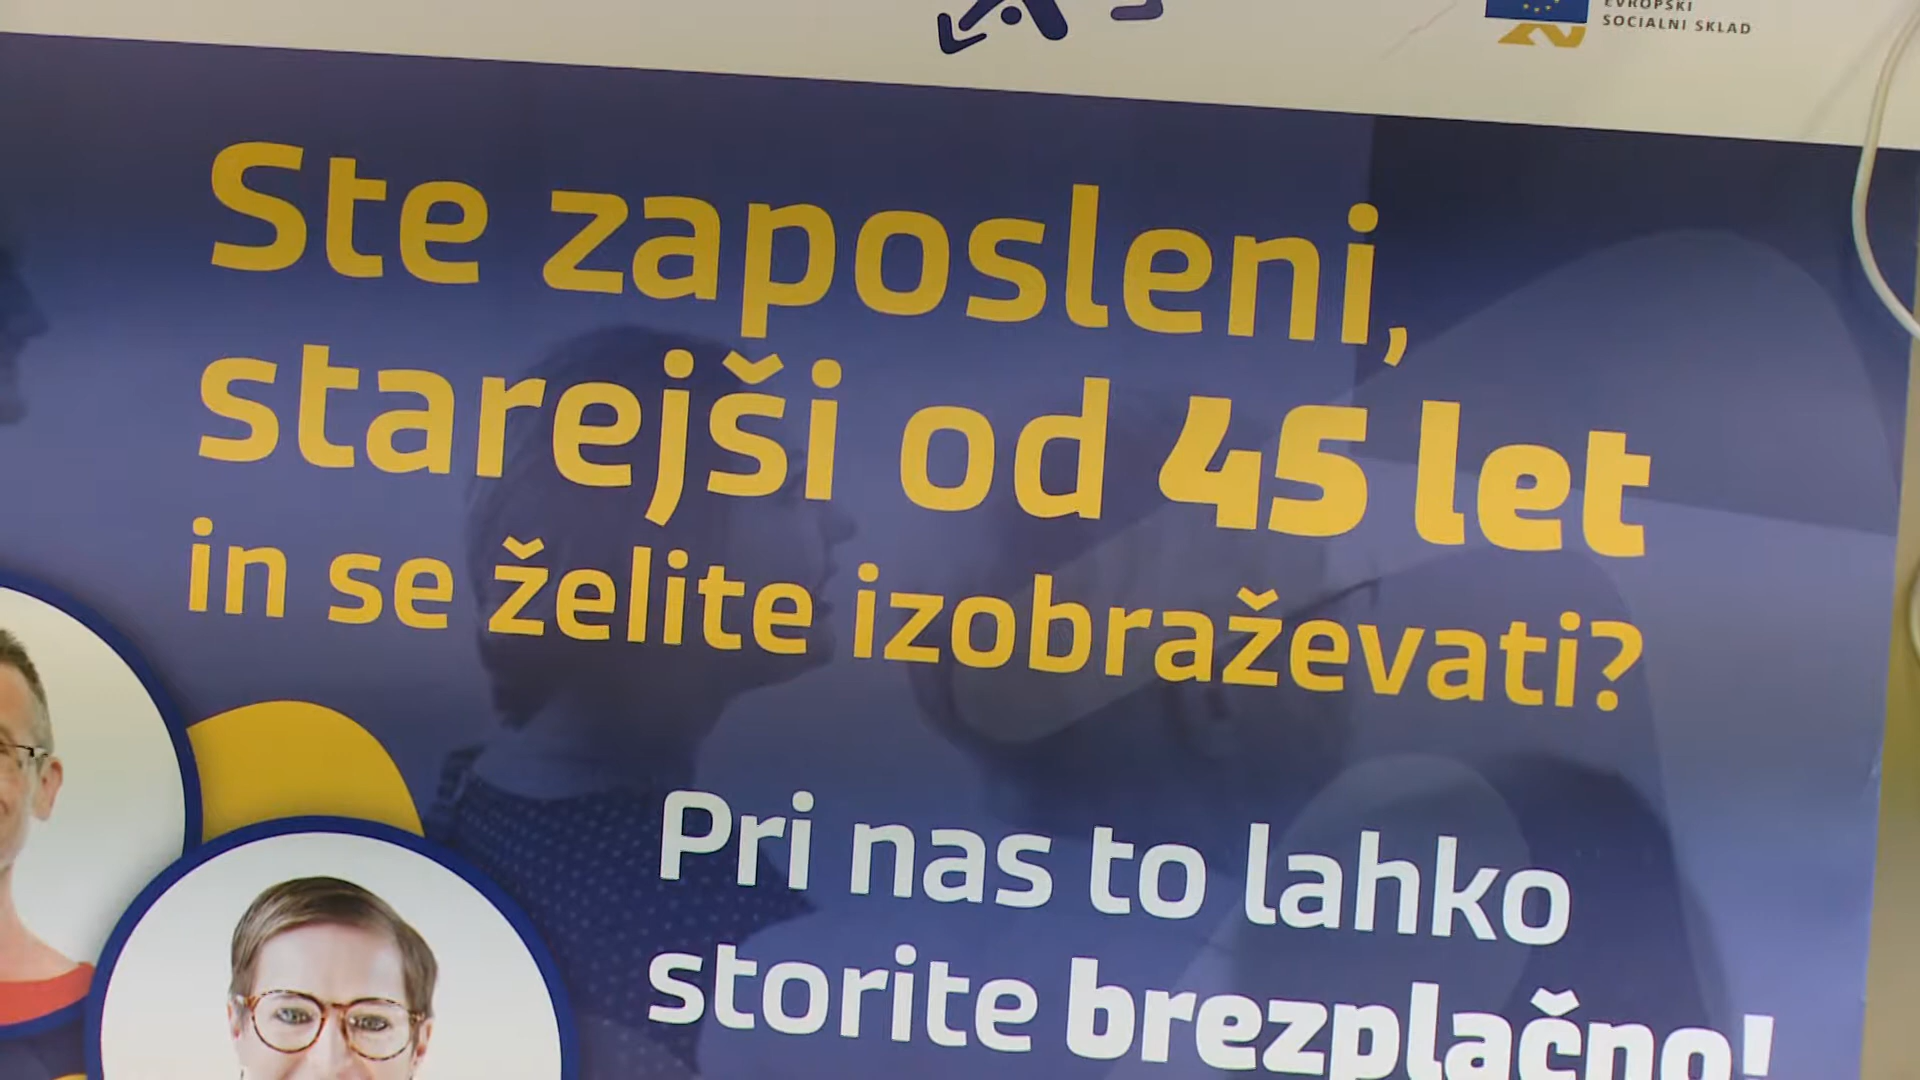 EVROPSKI
SOCIALNI SKLAD
Ste zaposleni,
starejši od 45 let
in se želite izobraževati?
Pri nas to lahko
storite brezplačno!